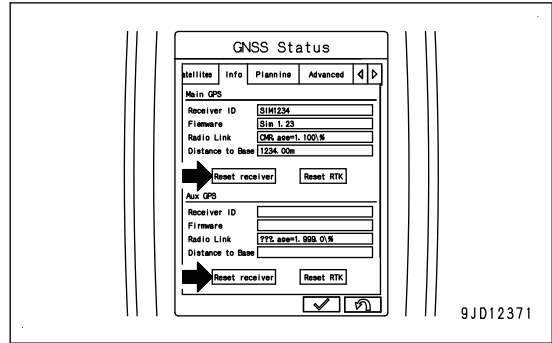 GNSS Status
atellites Info Planning Advanced
Main GPS
Receiver ID SIM1234
Fiemware Sim 1. 23
Radio Link CMR, age=1. 100\%
Distance to Base 1234. 00m
Reset receiver Reset RTK
Aux GPS
Receiver ID
Firmware
Radio Link ???. age=1. 999. 0\%
Distance to Base
Reset receiver Reset RTK
9JD12371